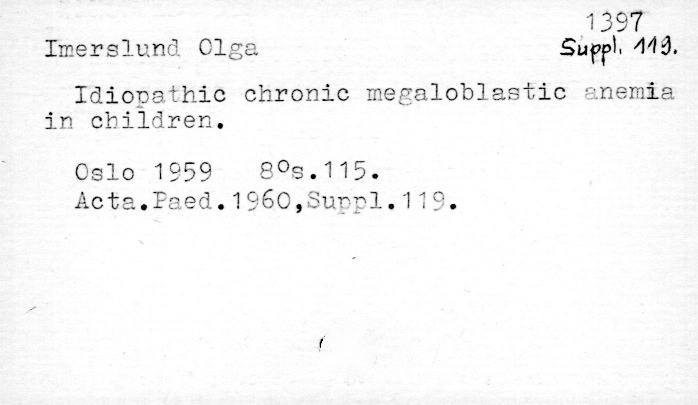 1397
Imerslund Olga
Suppl. 119.
Idiopathic chronic megaloblastic anemia
in children.
Oslo 1959 8°s.115.
Acta.Paed.1960,Suppl.119.